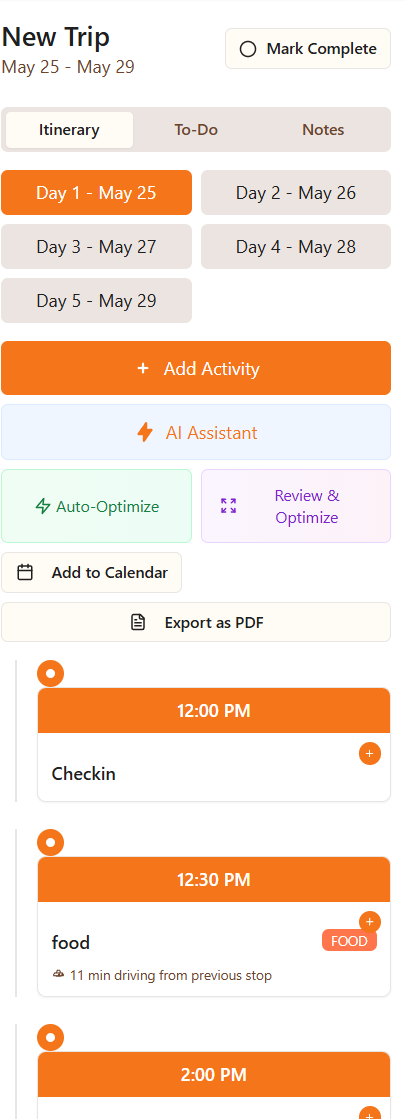 New Trip
May 25 - May 29
Mark Complete
Itinerary
To-Do
Notes
Day 1 - May 25
Day 2 - May 26
Day 3 - May 27
Day 4 - May 28
Day 5 - May 29
+ Add Activity
AI Assistant
Auto-Optimize
Review &
Optimize
Add to Calendar
Export as PDF
12:00 PM
+
Checkin
12:30 PM
+
food
FOOD
11 min driving from previous stop
2:00 PM
+